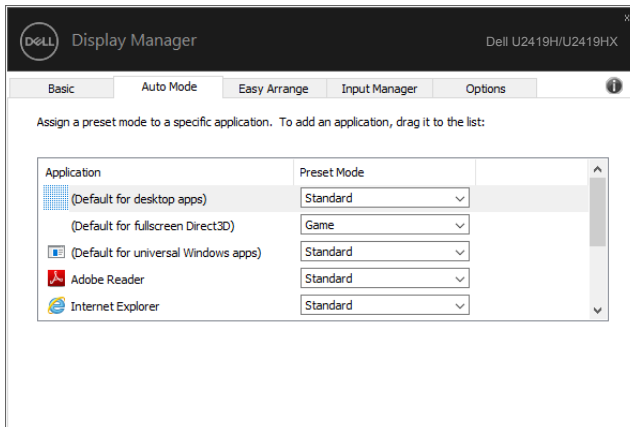 DELL Display Manager Dell U2419H/U2419HX
Basic Auto Mode Easy Arrange Input Manager Options
Assign a preset mode to a specific application. To add an application, drag it to the list:
Application Preset Mode
(Default for desktop apps) Standard
(Default for fullscreen Direct3D) Game
(Default for universal Windows apps) Standard
Adobe Reader Standard
Internet Explorer Standard